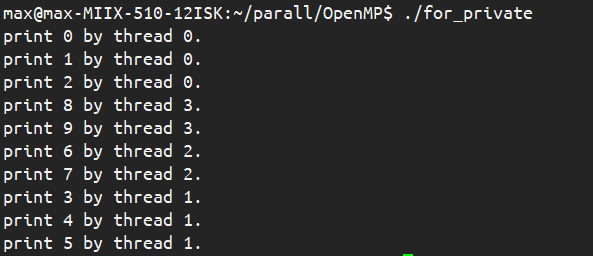 max@max-MIIX-510-12ISK:~/parall/OpenMP$ ./for_private
print 0 by thread 0.
print 1 by thread 0.
print 2 by thread 0.
print 8 by thread 3.
print 9 by thread 3.
print 6 by thread 2.
print 7 by thread 2.
print 3 by thread 1.
print 4 by thread 1.
print 5 by thread 1.